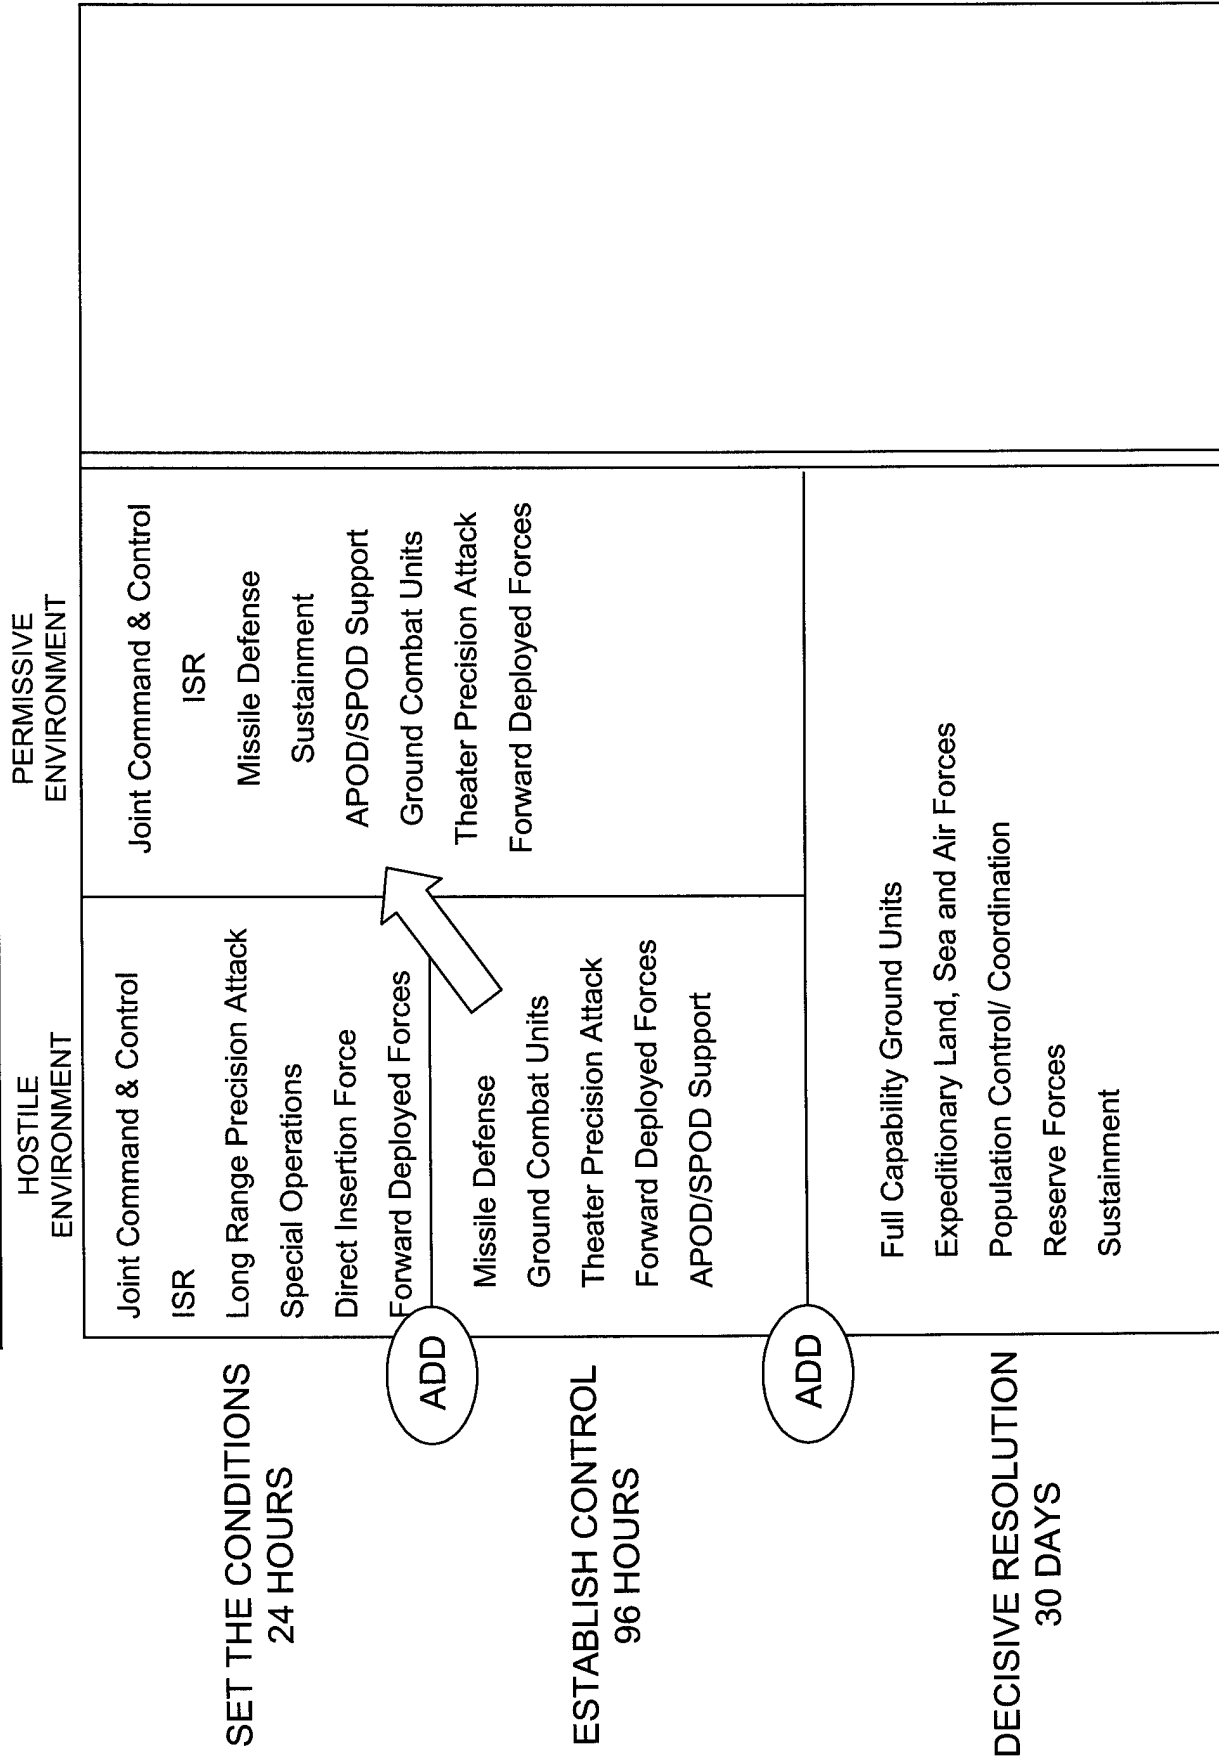 HOSTILE
ENVIRONMENT
PERMISSIVE
ENVIRONMENT
SET THE CONDITIONS
24 HOURS
Joint Command & Control
ISR
Long Range Precision Attack
Special Operations
Direct Insertion Force
Forward Deployed Forces
Joint Command & Control
ISR
Missile Defense
Sustainment
APOD/SPOD Support
Ground Combat Units
Theater Precision Attack
Forward Deployed Forces
ADD
ESTABLISH CONTROL
96 HOURS
Missile Defense
Ground Combat Units
Theater Precision Attack
Forward Deployed Forces
APOD/SPOD Support
ADD
DECISIVE RESOLUTION
30 DAYS
Full Capability Ground Units
Expeditionary Land, Sea and Air Forces
Population Control/ Coordination
Reserve Forces
Sustainment